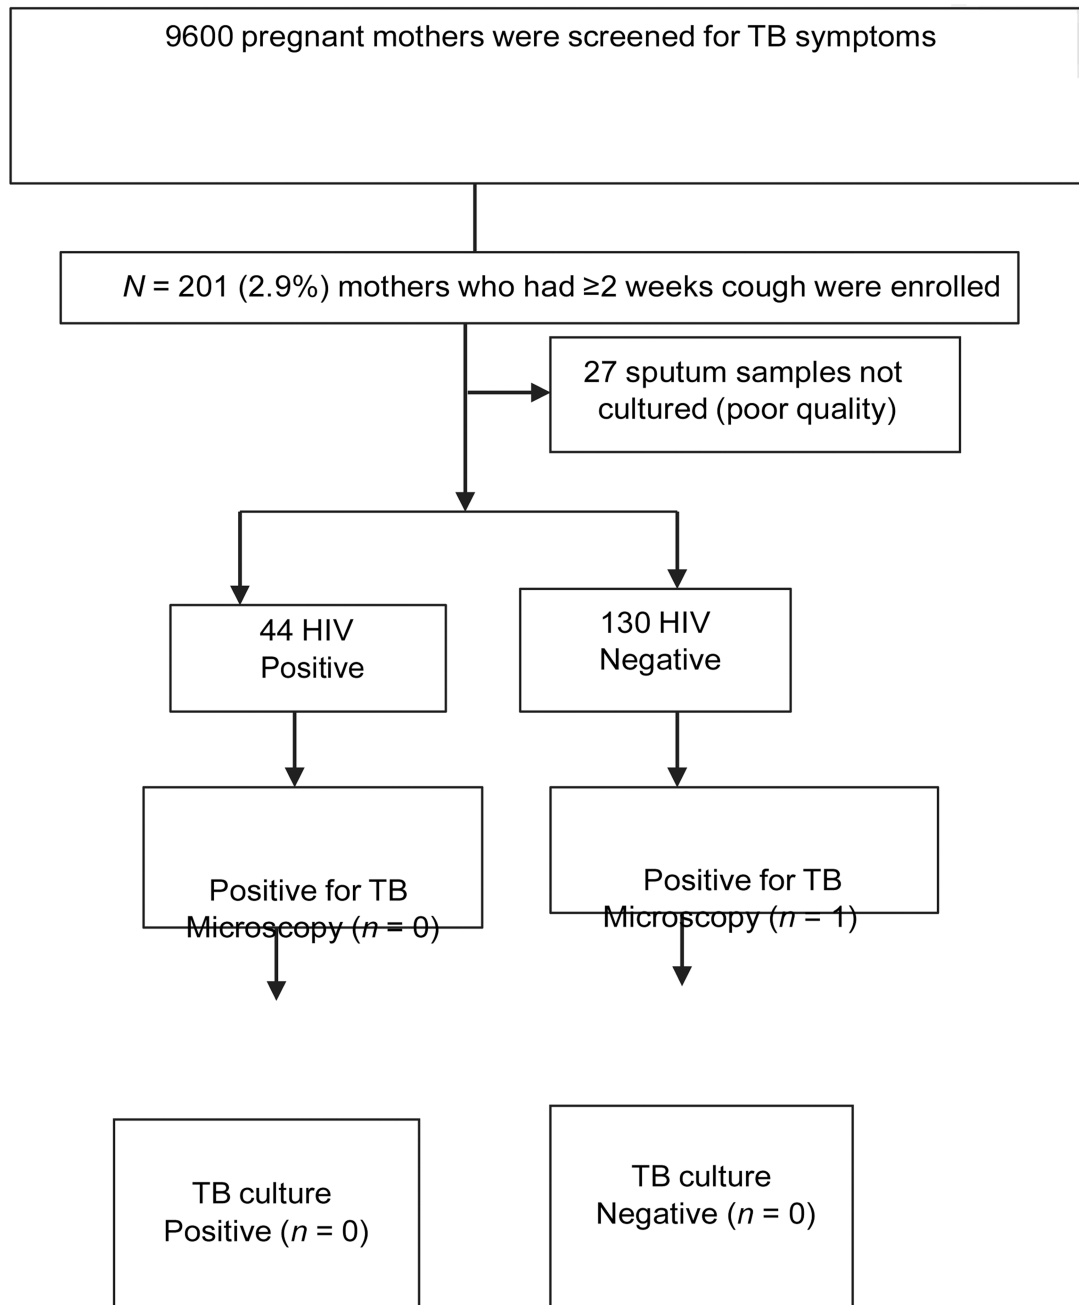 9600 pregnant mothers were screened for TB symptoms
N = 201 (2.9%) mothers who had ≥2 weeks cough were enrolled
27 sputum samples not
cultured (poor quality)
44 HIV
Positive
130 HIV
Negative
Positive for TB
Microscopy (n = 0)
Positive for TB
Microscopy (n = 1)
TB culture
Positive (n = 0)
TB culture
Negative (n = 0)